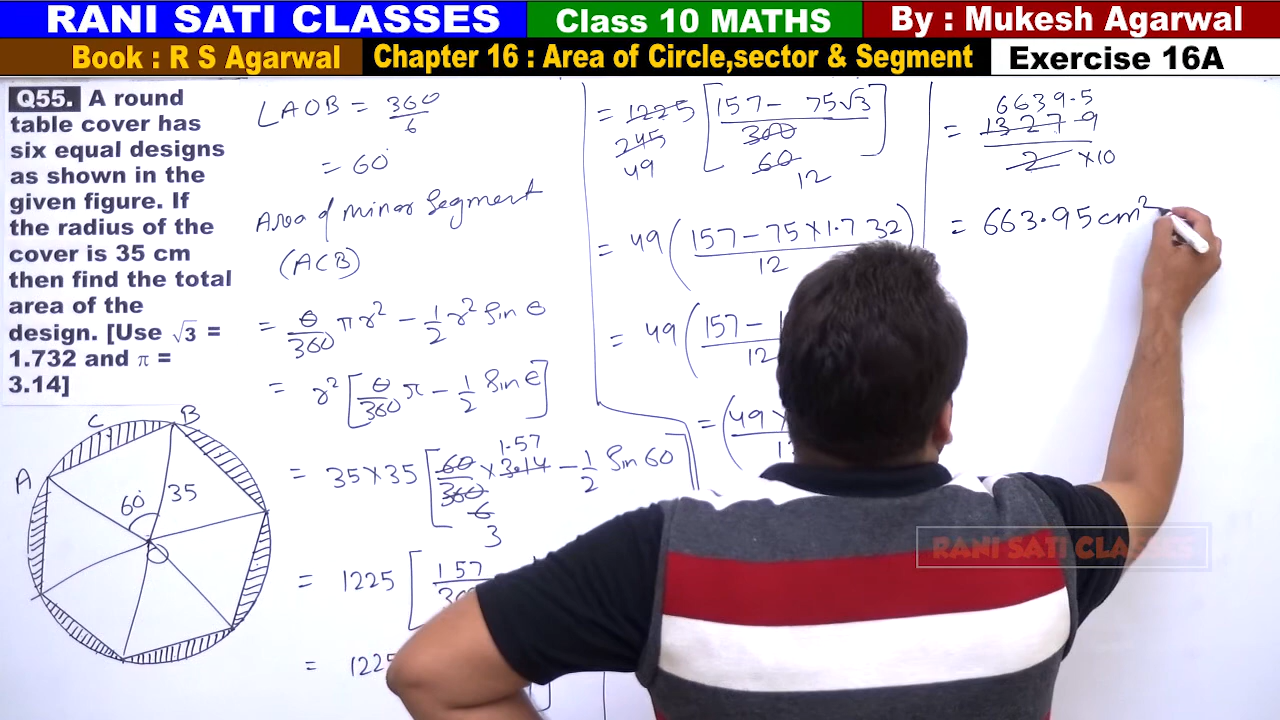 RANI SATI CLASSES
Class 10 MATHS
By : Mukesh Agarwal
Book : R S Agarwal
Chapter 16 : Area of Circle,sector & Segment
Exercise 16A
Q55. A round
table cover has
six equal designs
as shown in the
given figure. If
the radius of the
cover is 35 cm
then find the total
area of the
design. [Use √3 =
1.732 and π =
3.14]
A
C
B
60°
35
∠AOB = 360/6
= 60°
Area of minor Segment
(ACB)
= θ/360 πr² - 1/2 r² Sin θ
= r² [θ/360 π - 1/2 Sin θ]
= 35×35 [60/360 × 3.14 - 1/2 Sin 60
1.57
6
3
= 1225 [ 157
= 1225
= 1225 [157 - 75√3 / 300]
245
49
60
12
= 49 (157 - 75×1.732) / 12
= 49 (157 - 1
12
= (49 ×
6639.5
= 1327 9 / 2 ×10
= 663.95 cm²
RANI SATI CLASSES